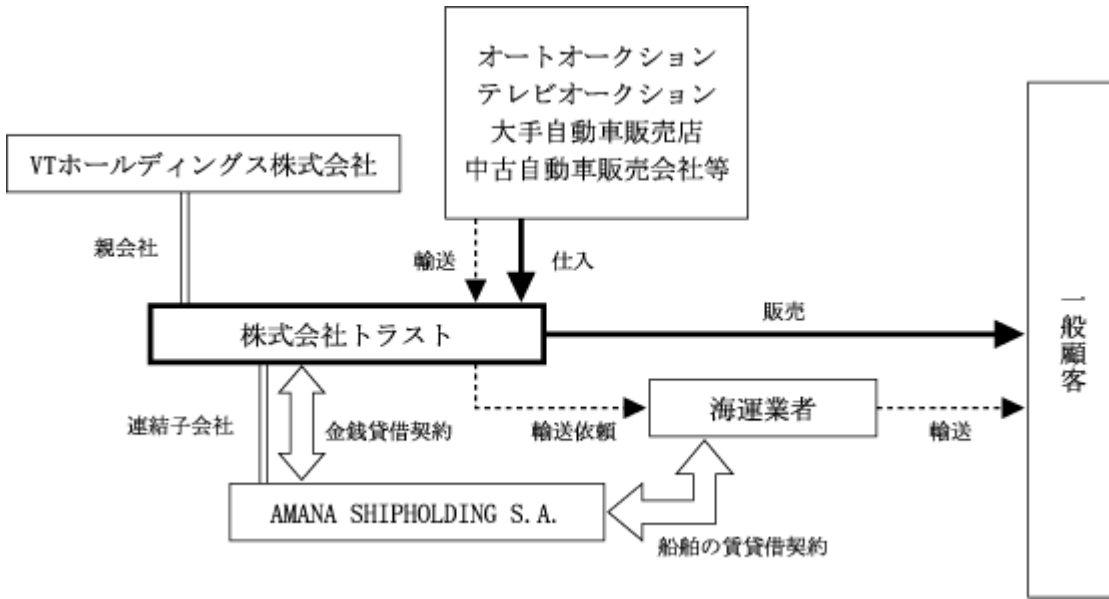 オートオークション
テレビオークション
大手自動車販売店
中古自動車販売会社等
VTホールディングス株式会社
親会社
輸送
仕入
株式会社トラスト
販売
一般顧客
連結子会社
金銭貸借契約
輸送依頼
海運業者
輸送
AMANA SHIPHOLDING S.A.
船舶の賃貸借契約